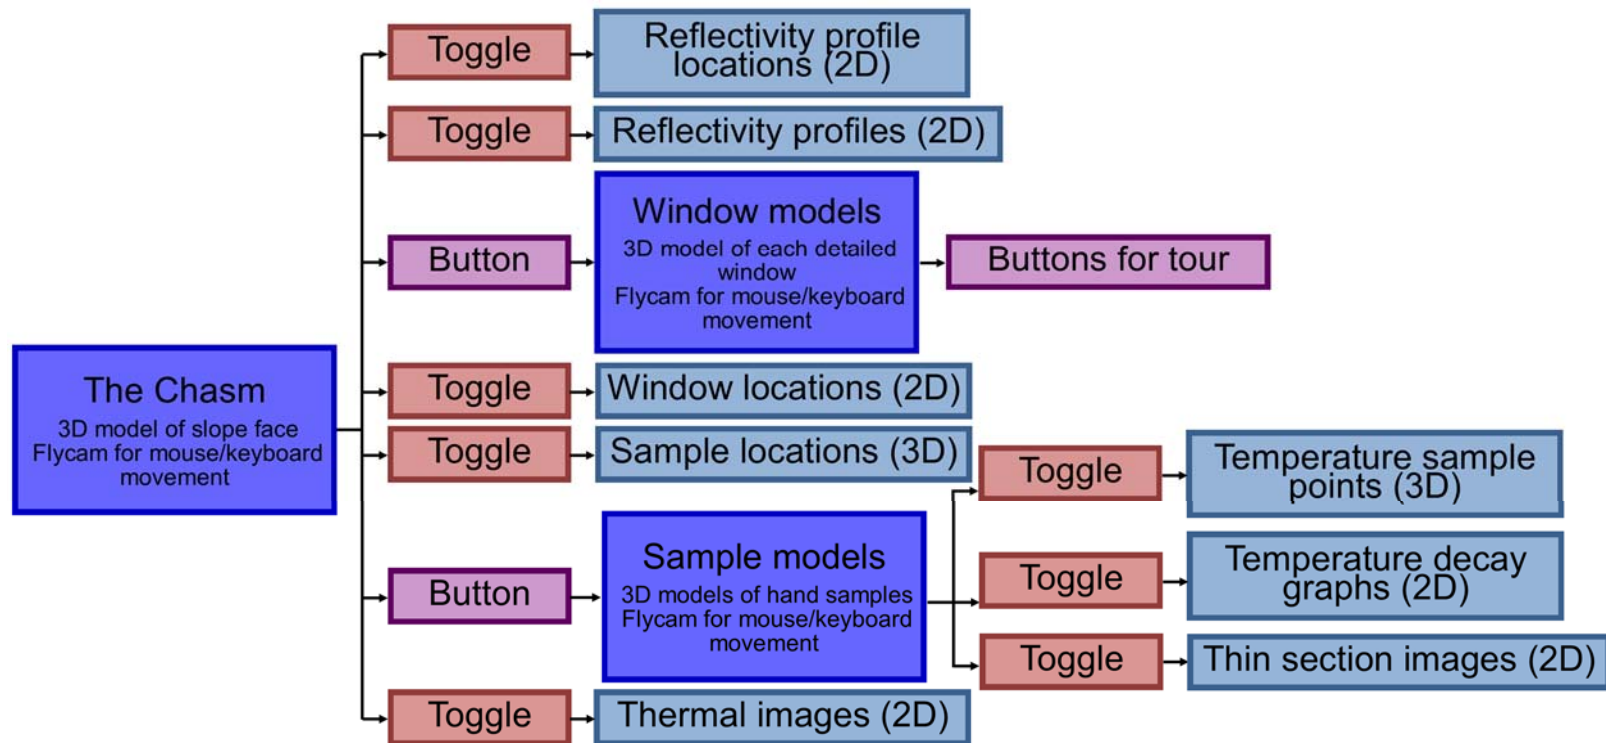 Toggle
Reflectivity profile
locations (2D)
Toggle
Reflectivity profiles (2D)
Button
Window models
3D model of each detailed
window
Flycam for mouse/keyboard
movement
Buttons for tour
The Chasm
3D model of slope face
Flycam for mouse/keyboard
movement
Toggle
Window locations (2D)
Toggle
Sample locations (3D)
Button
Sample models
3D models of hand samples
Flycam for mouse/keyboard
movement
Toggle
Temperature sample
points (3D)
Toggle
Temperature decay
graphs (2D)
Toggle
Thin section images (2D)
Toggle
Thermal images (2D)